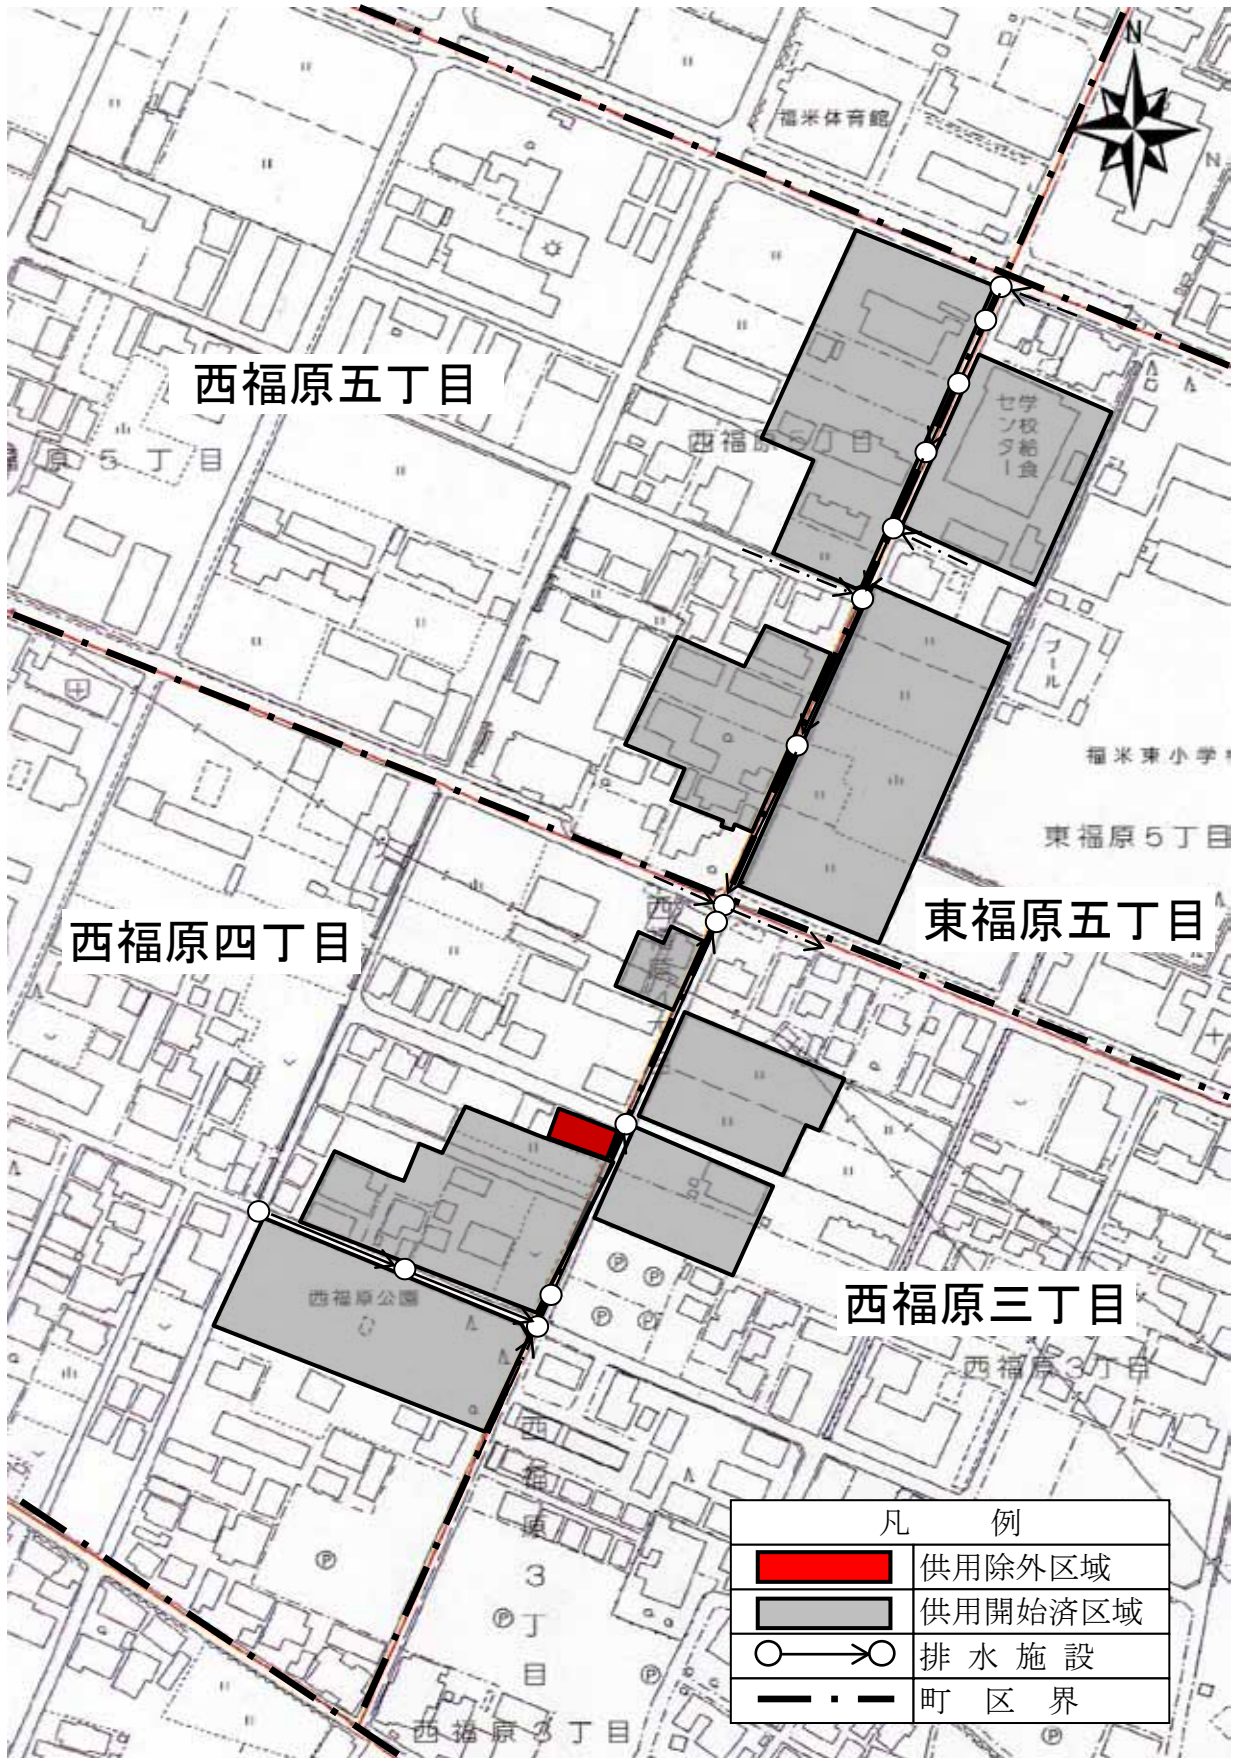 N
福米体育館
N
西福原五丁目
学校給食
センター
西福原5丁目
原5丁目
プール
福米東小学
東福原5丁目
西福原四丁目
東福原五丁目
西福原公園
西福原三丁目
西福原3丁目
西福原3丁目
凡 例
供用除外区域
供用開始済区域
排水施設
町区界
西福原3丁目